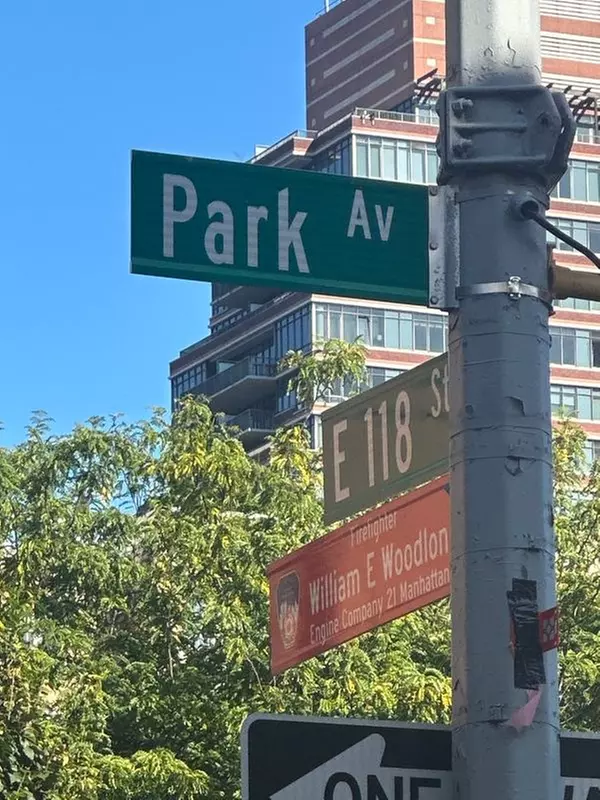 Park Av
E 118 St
Firefighter
William E Woodlon
Engine Company 21 Manhattan
ONE